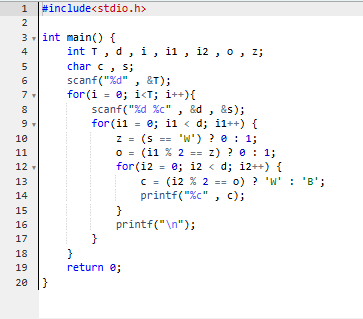 1 #include<stdio.h>
2
3 int main() {
4 int T , d , i , i1 , i2 , o , z;
5 char c , s;
6 scanf("%d" , &T);
7 for(i = 0; i<T; i++){
8 scanf("%d %c" , &d , &s);
9 for(i1 = 0; i1 < d; i1++) {
10 z = (s == 'W') ? 0 : 1;
11 o = (i1 % 2 == z) ? 0 : 1;
12 for(i2 = 0; i2 < d; i2++) {
13 c = (i2 % 2 == o) ? 'W' : 'B';
14 printf("%c" , c);
15 }
16 printf("\n");
17 }
18 }
19 return 0;
20 }